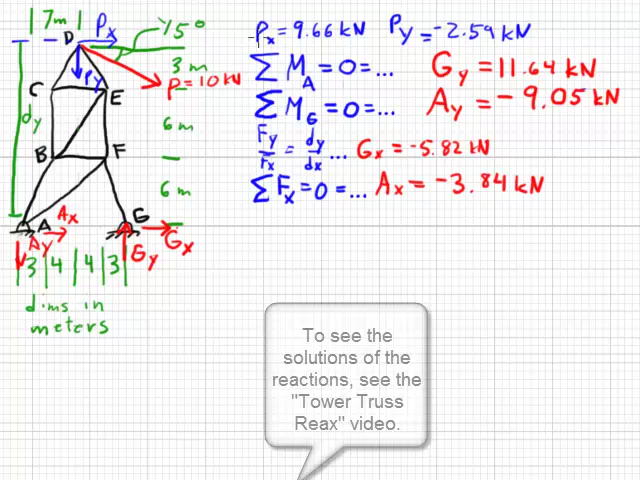 7m
Px
15°
D
Px = 9.66 kN
Py = -2.59 kN
3 m
P = 10 kN
Py
C
E
dy
6 m
B
F
6 m
A
Ax
G
Ay
Gy
Gx
3 4 4 3
dims in
meters
∑ M_A = 0 = ...
Gy = 11.64 kN
∑ M_G = 0 = ...
Ay = -9.05 kN
Fy/Fx = dy/dx ... Gx = -5.82 kN
∑ Fx = 0 = ... Ax = -3.84 kN
To see the
solutions of the
reactions, see the
"Tower Truss
Reax" video.